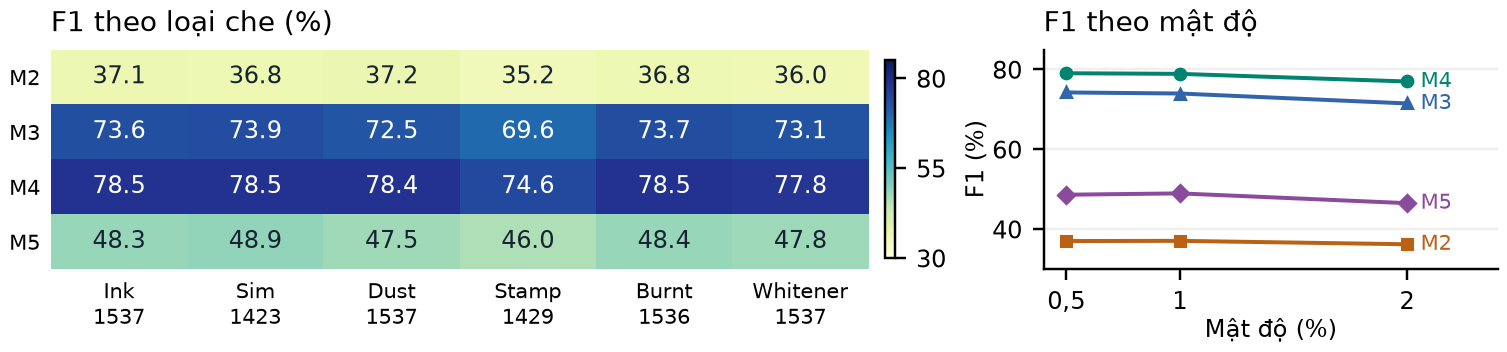 F1 theo loại che (%)
M2 37.1 36.8 37.2 35.2 36.8 36.0
M3 73.6 73.9 72.5 69.6 73.7 73.1
M4 78.5 78.5 78.4 74.6 78.5 77.8
M5 48.3 48.9 47.5 46.0 48.4 47.8
Ink Sim Dust Stamp Burnt Whitener
1537 1423 1537 1429 1536 1537
80
55
30
F1 theo mật độ
F1 (%)
80
60
40
M4
M3
M5
M2
0,5 1 2
Mật độ (%)